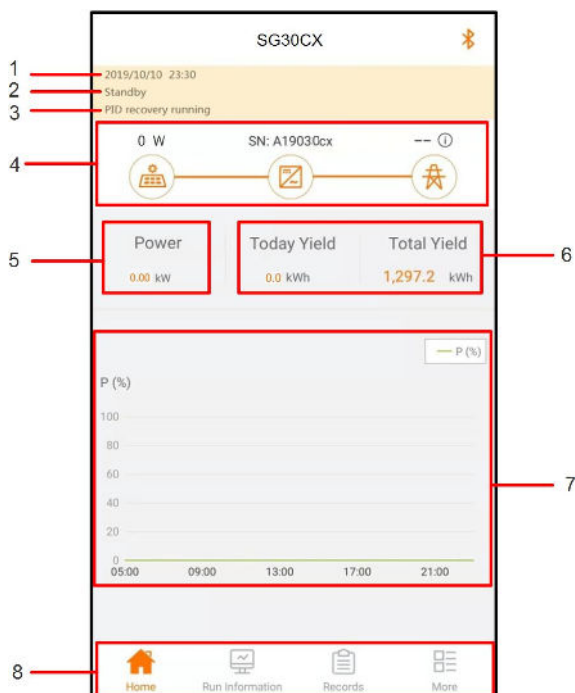 SG30CX
1
2019/10/10 23:30
2
Standby
3
PID recovery running
4
0 W SN: A19030cx -- 
5
Power Today Yield Total Yield
6
0.00 kW 0.0 kWh 1,297.2 kWh
P (%)
P (%)
100
80
60
7
40
20
0
05:00 09:00 13:00 17:00 21:00
8
Home Run Information Records More